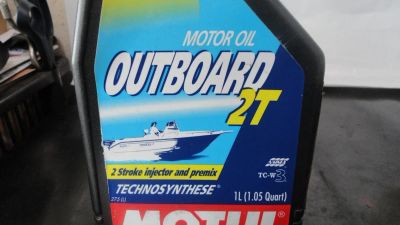 MOTOR OIL
OUTBOARD
2T
2 Stroke injector and premix
TC-W3
TECHNOSYNTHESE®
1L (1.05 Quart)
MOTUL